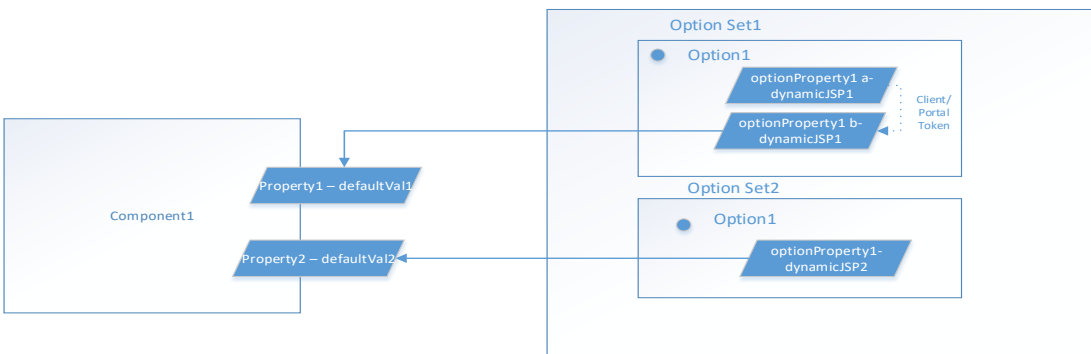 Option Set1
Option1
optionProperty1 a-
dynamicJSP1
Client/
Portal
Token
optionProperty1 b-
dynamicJSP1
Property1 – defaultVal1
Option Set2
Component1
Option1
Property2 – defaultVal2
optionProperty1-
dynamicJSP2